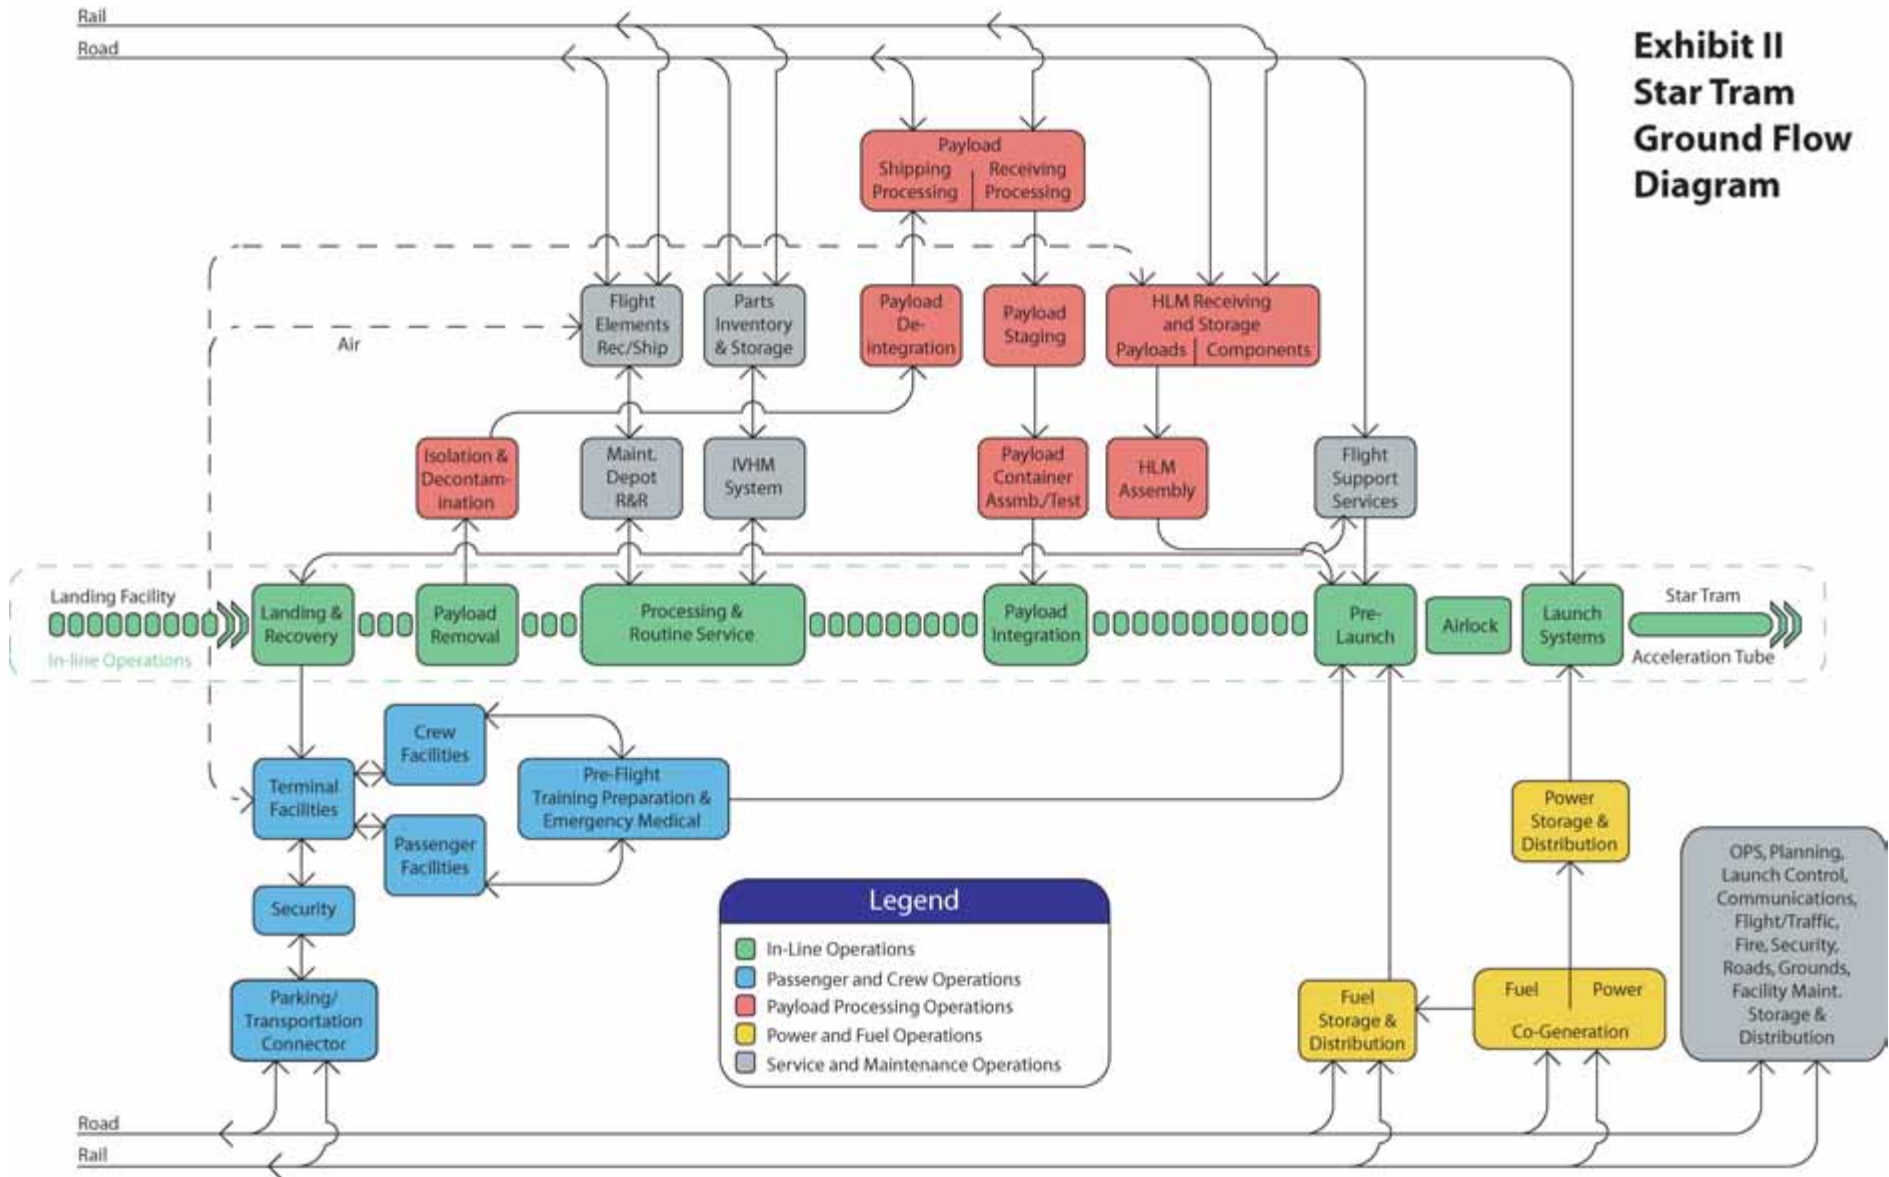 Rail
Road
Exhibit II
Star Tram
Ground Flow
Diagram
Payload
Shipping
Processing
Receiving
Processing
Air
Flight
Elements
Rec/Ship
Parts
Inventory
& Storage
Payload
De-
integration
Payload
Staging
HLM Receiving
and Storage
Payloads
Components
Isolation &
Decontam-
ination
Maint.
Depot
R&R
IVHM
System
Payload
Container
Assmb./Test
HLM
Assembly
Flight
Support
Services
Landing Facility
In-line Operations
Landing &
Recovery
Payload
Removal
Processing &
Routine Service
Payload
Integration
Pre-
Launch
Airlock
Launch
Systems
Star Tram
Acceleration Tube
Crew
Facilities
Terminal
Facilities
Passenger
Facilities
Pre-Flight
Training Preparation &
Emergency Medical
Security
Parking/
Transportation
Connector
Power
Storage &
Distribution
Fuel
Storage &
Distribution
Fuel
Power
Co-Generation
OPS, Planning,
Launch Control,
Communications,
Flight/Traffic,
Fire, Security,
Roads, Grounds,
Facility Maint.
Storage &
Distribution
Legend
In-Line Operations
Passenger and Crew Operations
Payload Processing Operations
Power and Fuel Operations
Service and Maintenance Operations
Road
Rail